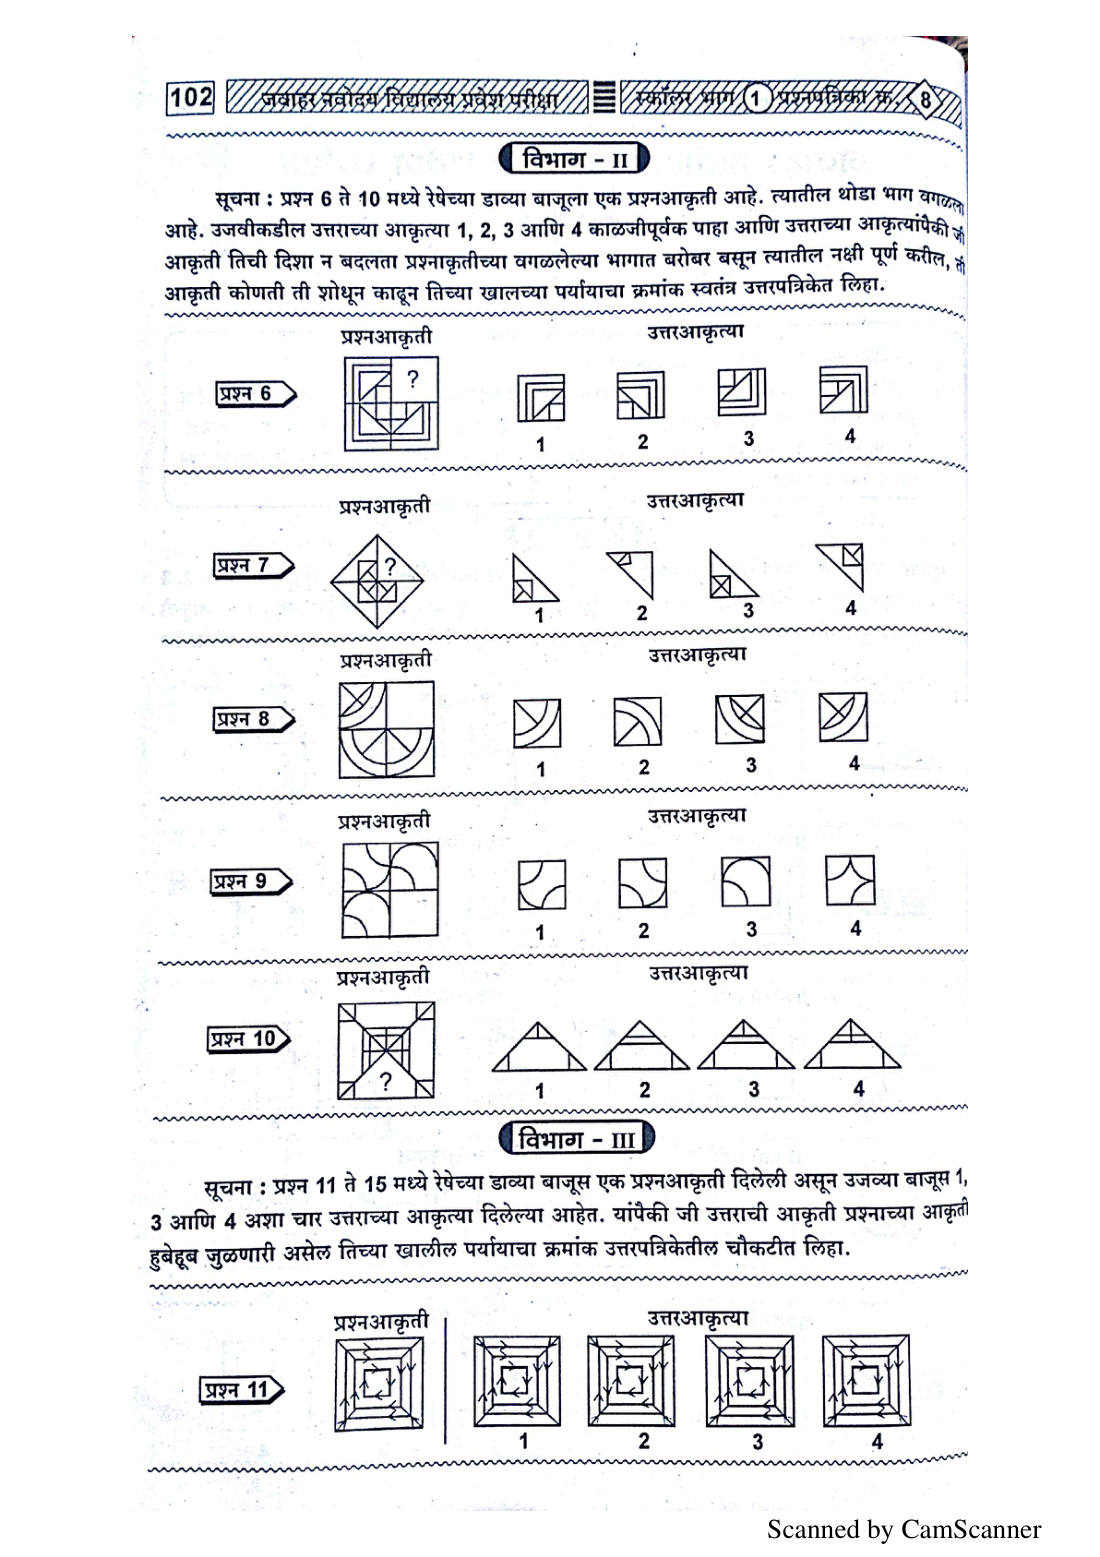 102 जवाहर नवोदय विद्यालय प्रवेश परीक्षा स्कॉलर भाग 1 प्रश्नपत्रिका क्र. 8
विभाग - II
सूचना : प्रश्न 6 ते 10 मध्ये रेषेच्या डाव्या बाजूला एक प्रश्नआकृती आहे. त्यातील थोडा भाग वगळला
आहे. उजवीकडील उत्तराच्या आकृत्या 1, 2, 3 आणि 4 काळजीपूर्वक पाहा आणि उत्तराच्या आकृत्यांपैकी जी
आकृती तिची दिशा न बदलता प्रश्नाकृतीच्या वगळलेल्या भागात बरोबर बसून त्यातील नक्षी पूर्ण करील, ती
आकृती कोणती ती शोधून काढून तिच्या खालच्या पर्यायाचा क्रमांक स्वतंत्र उत्तरपत्रिकेत लिहा.
प्रश्नआकृती उत्तरआकृत्या
प्रश्न 6 ?
1 2 3 4
प्रश्नआकृती उत्तरआकृत्या
प्रश्न 7 ?
1 2 3 4
प्रश्नआकृती उत्तरआकृत्या
प्रश्न 8
1 2 3 4
प्रश्नआकृती उत्तरआकृत्या
प्रश्न 9
1 2 3 4
प्रश्नआकृती उत्तरआकृत्या
प्रश्न 10
? 1 2 3 4
विभाग - III
सूचना : प्रश्न 11 ते 15 मध्ये रेषेच्या डाव्या बाजूस एक प्रश्नआकृती दिलेली असून उजव्या बाजूस 1,
3 आणि 4 अशा चार उत्तराच्या आकृत्या दिलेल्या आहेत. यांपैकी जी उत्तराची आकृती प्रश्नाच्या आकृती
हुबेहूब जुळणारी असेल तिच्या खालील पर्यायाचा क्रमांक उत्तरपत्रिकेतील चौकटीत लिहा.
प्रश्नआकृती उत्तरआकृत्या
प्रश्न 11
1 2 3 4
Scanned by CamScanner